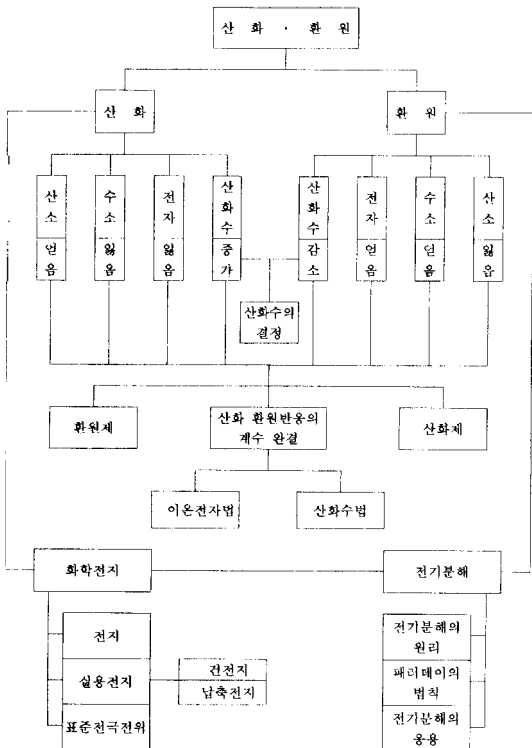 산 화 · 환 원
산 화
환 원
산소 얻음
수소 잃음
전자 잃음
산화수 증가
산화수 감소
전자 얻음
수소 얻음
산소 잃음
산화수의
결정
환원제
산화 환원반응의
계수 완결
산화제
이온전자법
산화수법
화학전지
전기분해
전지
실용전지
표준전극전위
건전지
납축전지
전기분해의
원리
패러데이의
법칙
전기분해의
응용